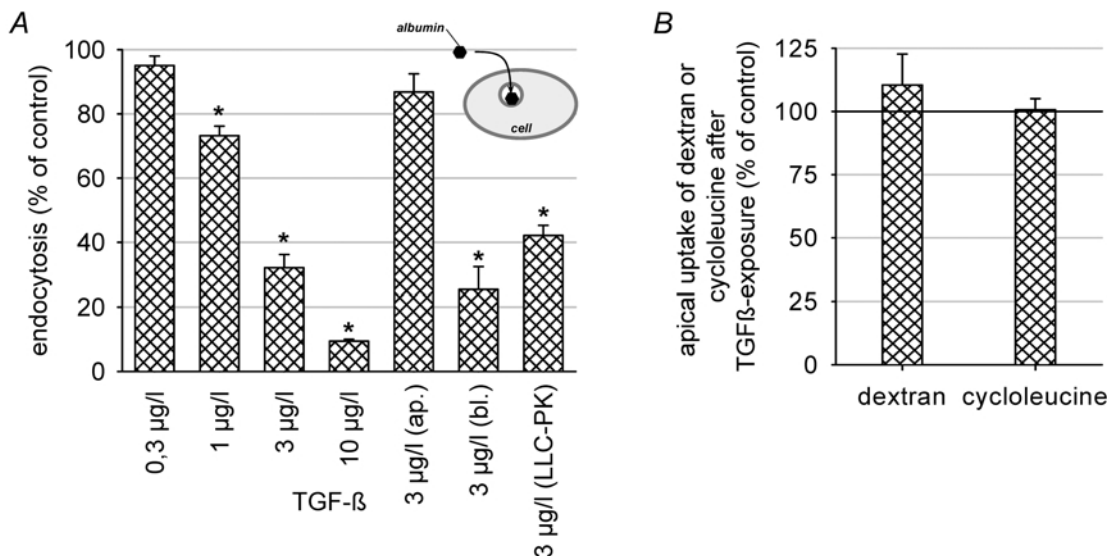 A
albumin
cell
endocytosis (% of control)
100
80
60
40
20
0
*
*
*
*
*
0,3 µg/l
1 µg/l
3 µg/l
10 µg/l
3 µg/l (ap.)
3 µg/l (bl.)
3 µg/l (LLC-PK)
TGF-ß
B
apical uptake of dextran or
cycloleucine after
TGFß-exposure (% of control)
125
100
75
50
25
0
dextran cycloleucine